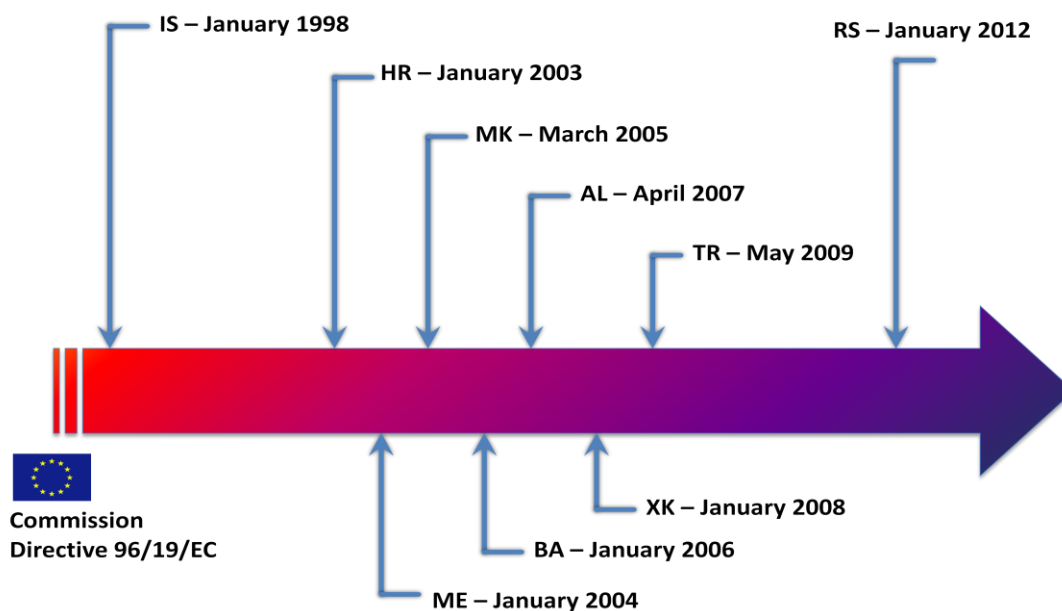 IS – January 1998
RS – January 2012
HR – January 2003
MK – March 2005
AL – April 2007
TR – May 2009
Commission
Directive 96/19/EC
XK – January 2008
BA – January 2006
ME – January 2004